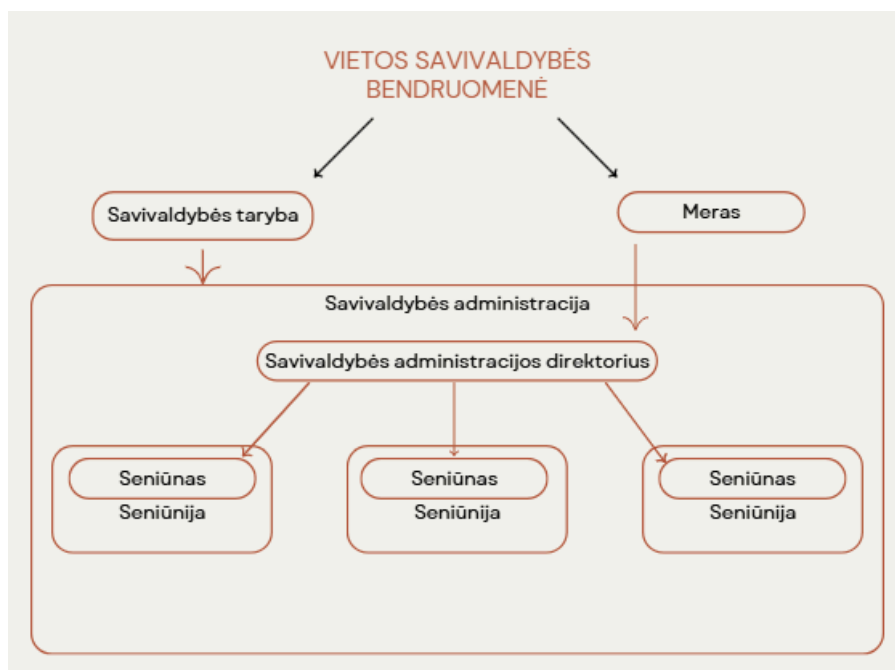 VIETOS SAVIVALDYBĖS
BENDRUOMENĖ
Savivaldybės taryba
Meras
Savivaldybės administracija
Savivaldybės administracijos direktorius
Seniūnas
Seniūnija
Seniūnas
Seniūnija
Seniūnas
Seniūnija